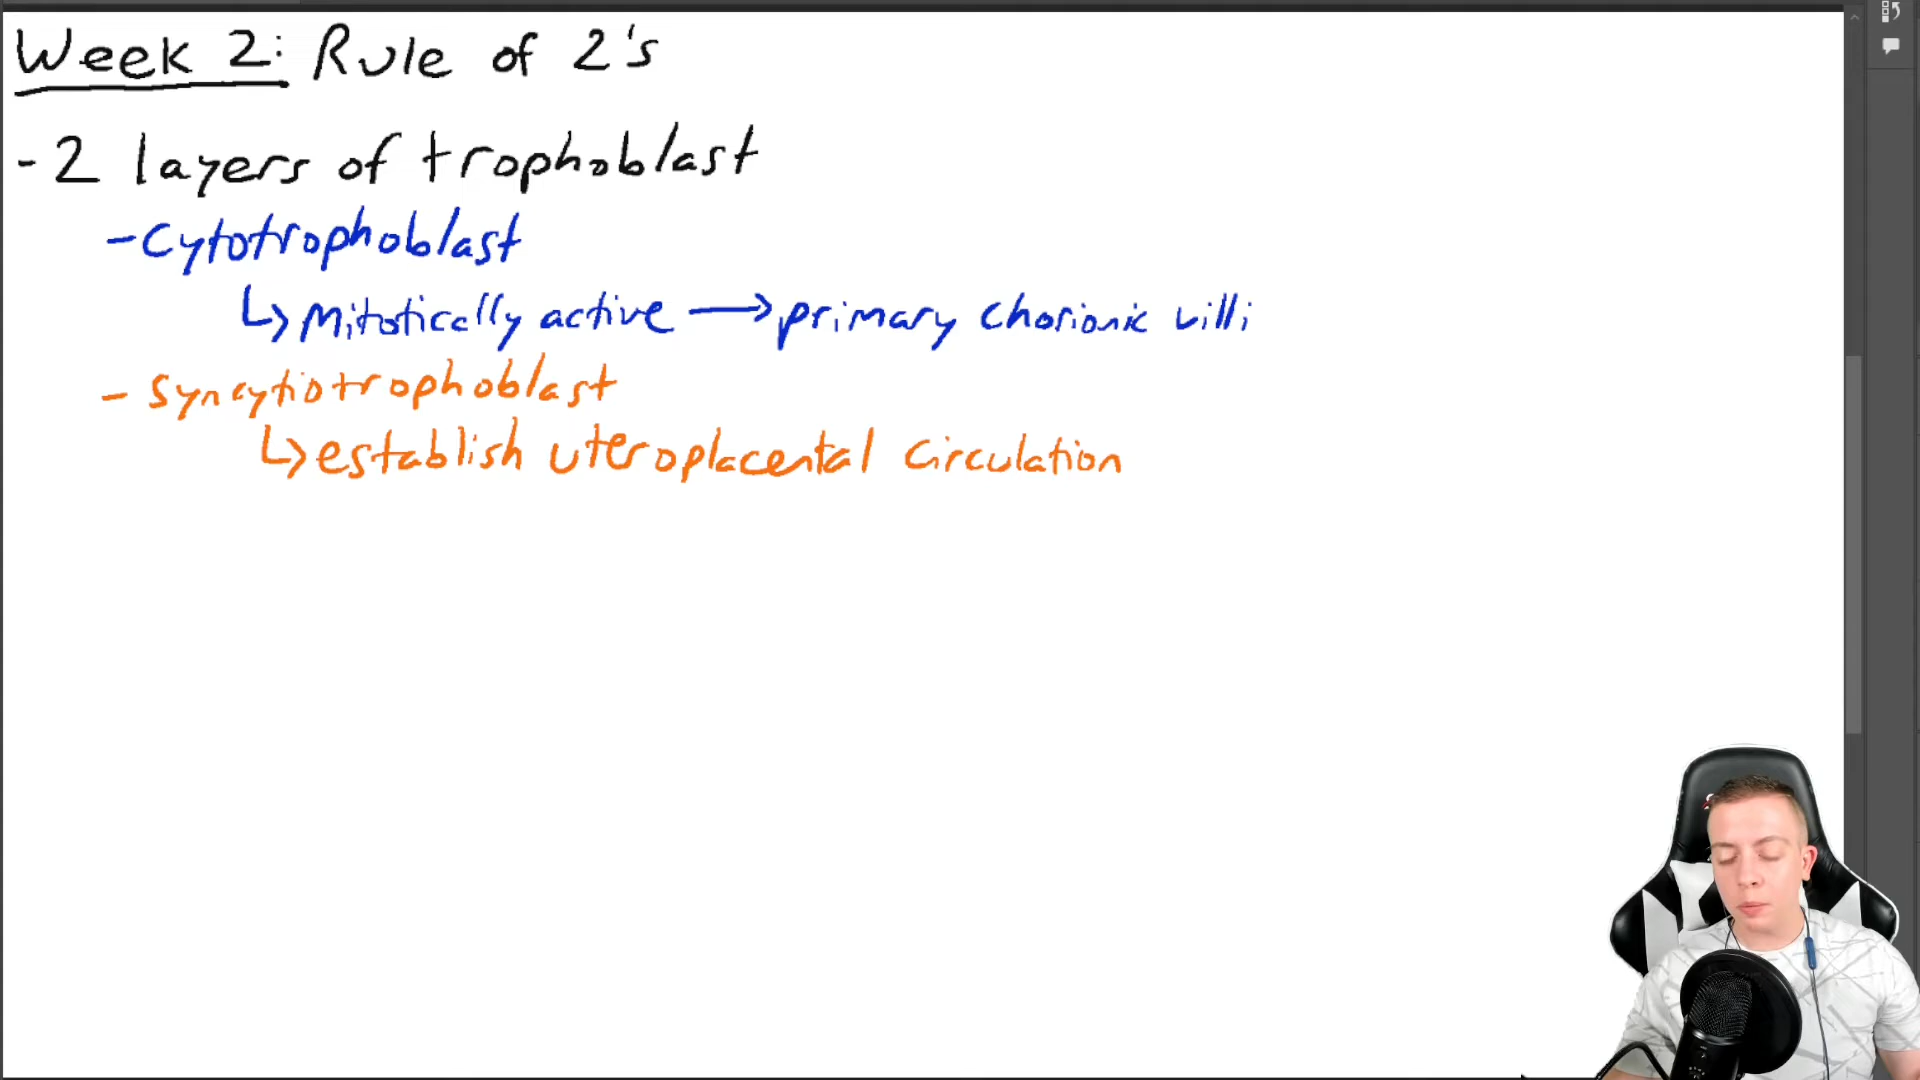 Week 2: Rule of 2's
- 2 layers of trophoblast
- Cytotrophoblast
↳ Mitotically active → primary chorionic villi
- Syncytiotrophoblast
↳ establish uteroplacental circulation